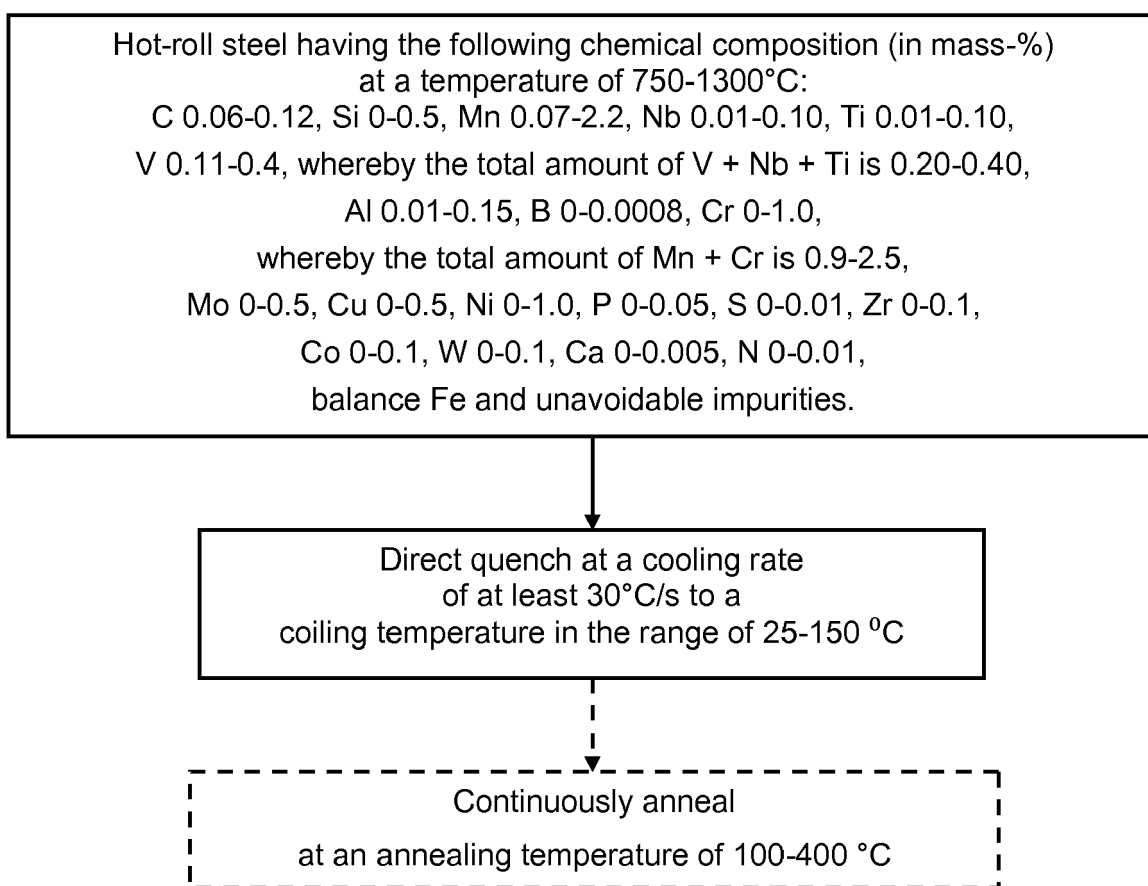 Hot-roll steel having the following chemical composition (in mass-%)
at a temperature of 750-1300°C:
C 0.06-0.12, Si 0-0.5, Mn 0.07-2.2, Nb 0.01-0.10, Ti 0.01-0.10,
V 0.11-0.4, whereby the total amount of V + Nb + Ti is 0.20-0.40,
Al 0.01-0.15, B 0-0.0008, Cr 0-1.0,
whereby the total amount of Mn + Cr is 0.9-2.5,
Mo 0-0.5, Cu 0-0.5, Ni 0-1.0, P 0-0.05, S 0-0.01, Zr 0-0.1,
Co 0-0.1, W 0-0.1, Ca 0-0.005, N 0-0.01,
balance Fe and unavoidable impurities.
Direct quench at a cooling rate
of at least 30°C/s to a
coiling temperature in the range of 25-150 ⁰C
Continuously anneal
at an annealing temperature of 100-400 °C